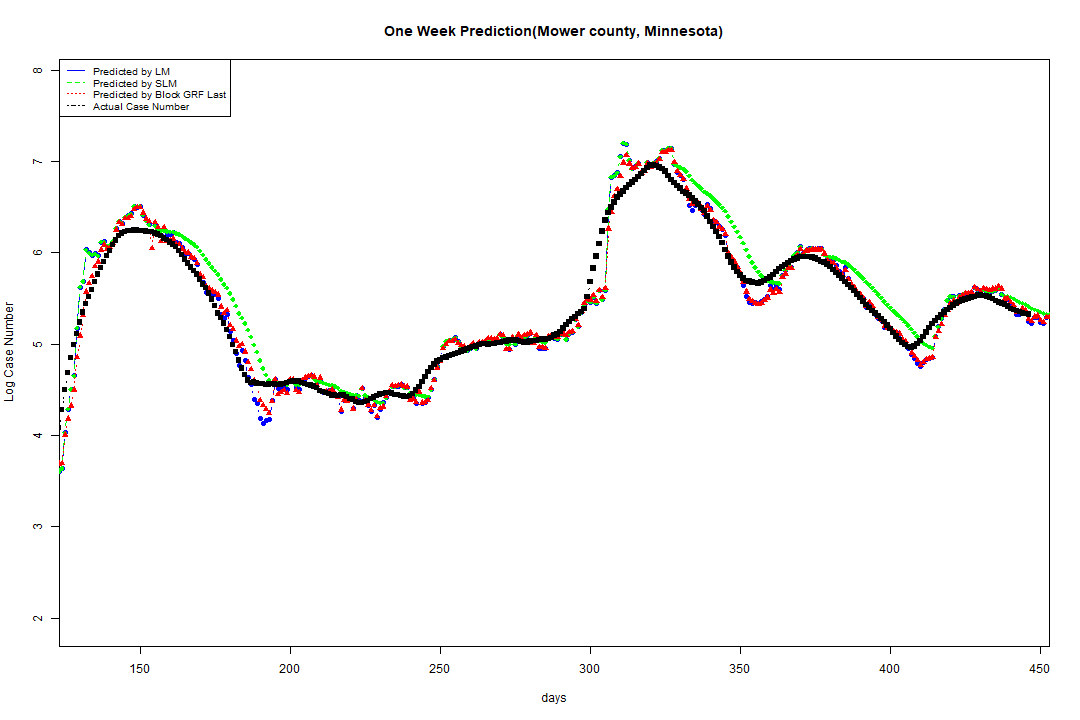 One Week Prediction(Mower county, Minnesota)
Predicted by LM
Predicted by SLM
Predicted by Block GRF Last
Actual Case Number
8
7
6
5
4
3
2
Log Case Number
150 200 250 300 350 400 450
days